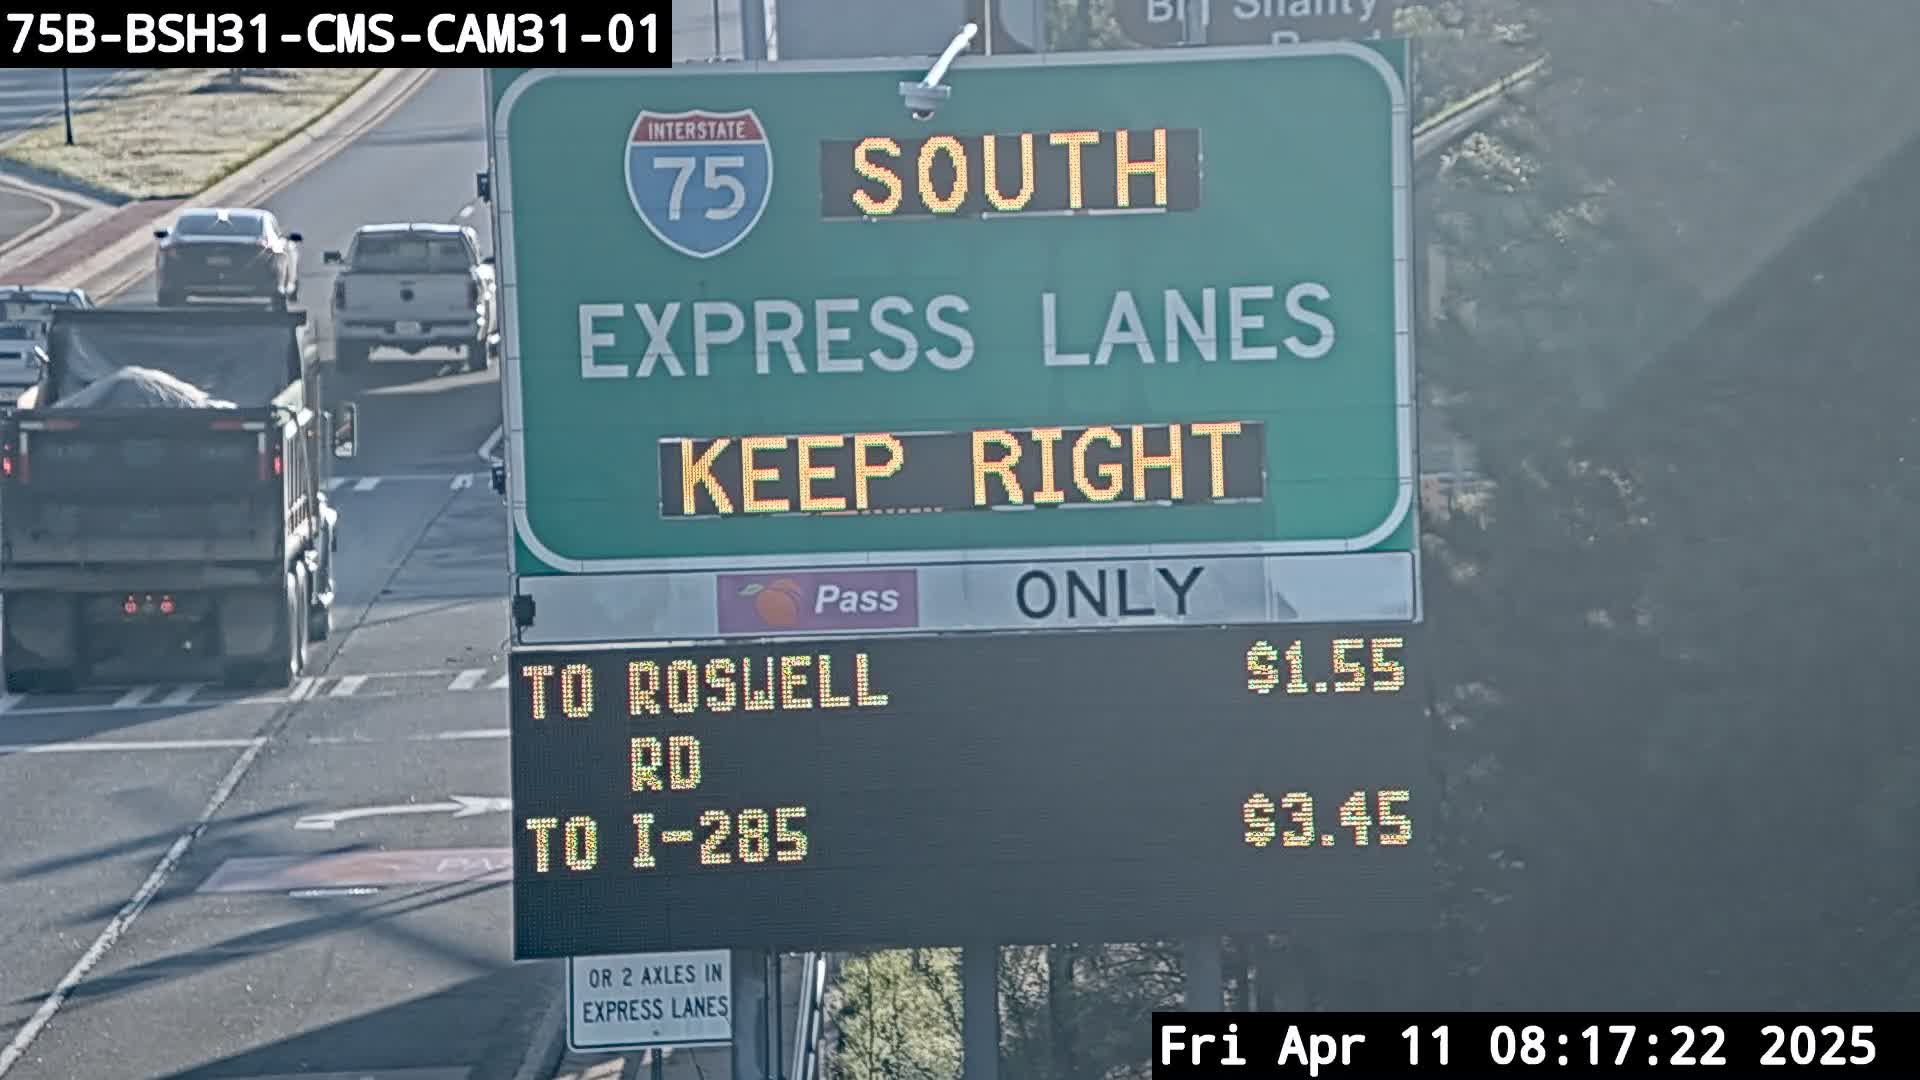 75B-BSH31-CMS-CAM31-01
Shanty
INTERSTATE
75
SOUTH
EXPRESS LANES
KEEP RIGHT
Pass ONLY
TO ROSWELL $1.55
RD
TO I-285 $3.45
OR 2 AXLES IN
EXPRESS LANES
Fri Apr 11 08:17:22 2025